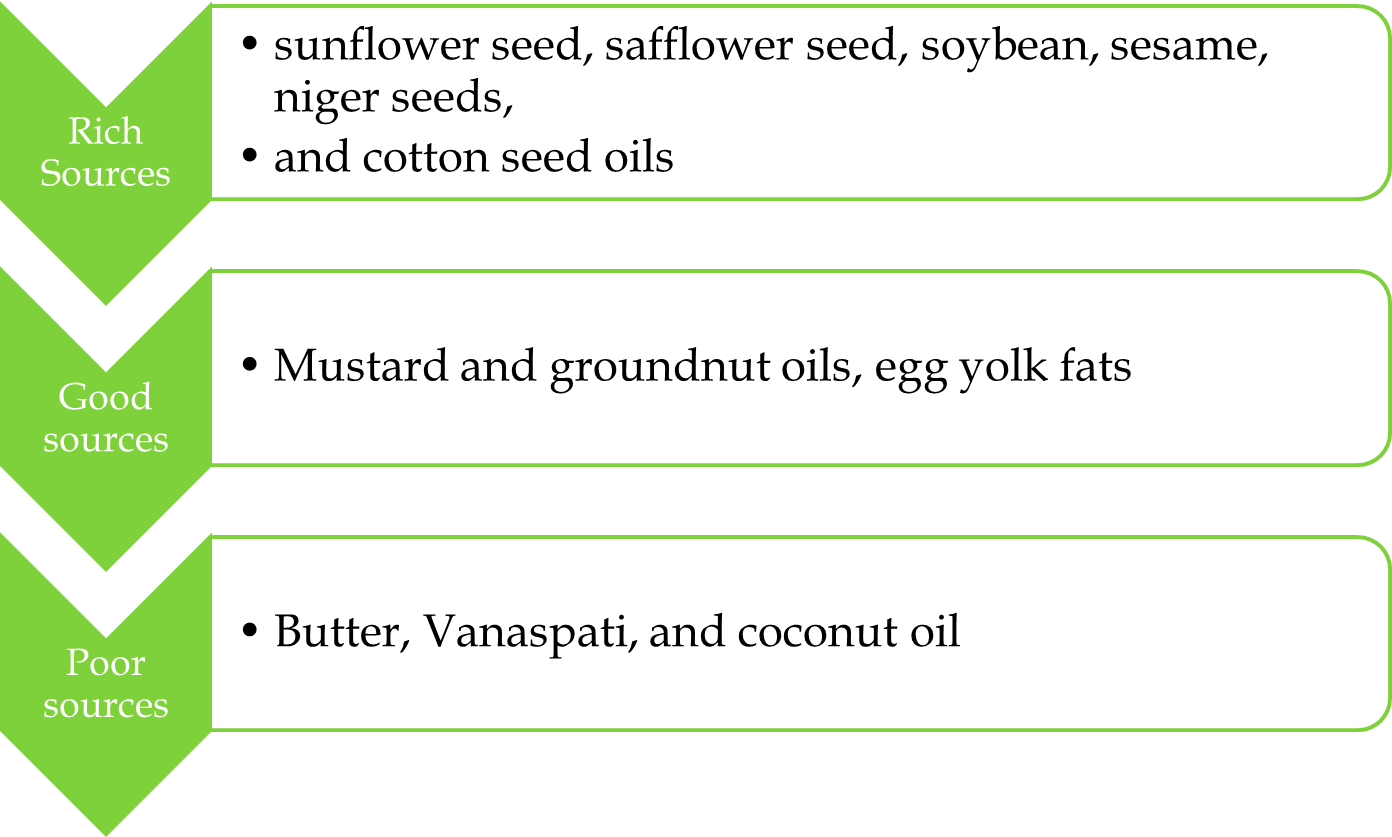 Rich
Sources
• sunflower seed, safflower seed, soybean, sesame,
niger seeds,
• and cotton seed oils
Good
sources
• Mustard and groundnut oils, egg yolk fats
Poor
sources
• Butter, Vanaspati, and coconut oil